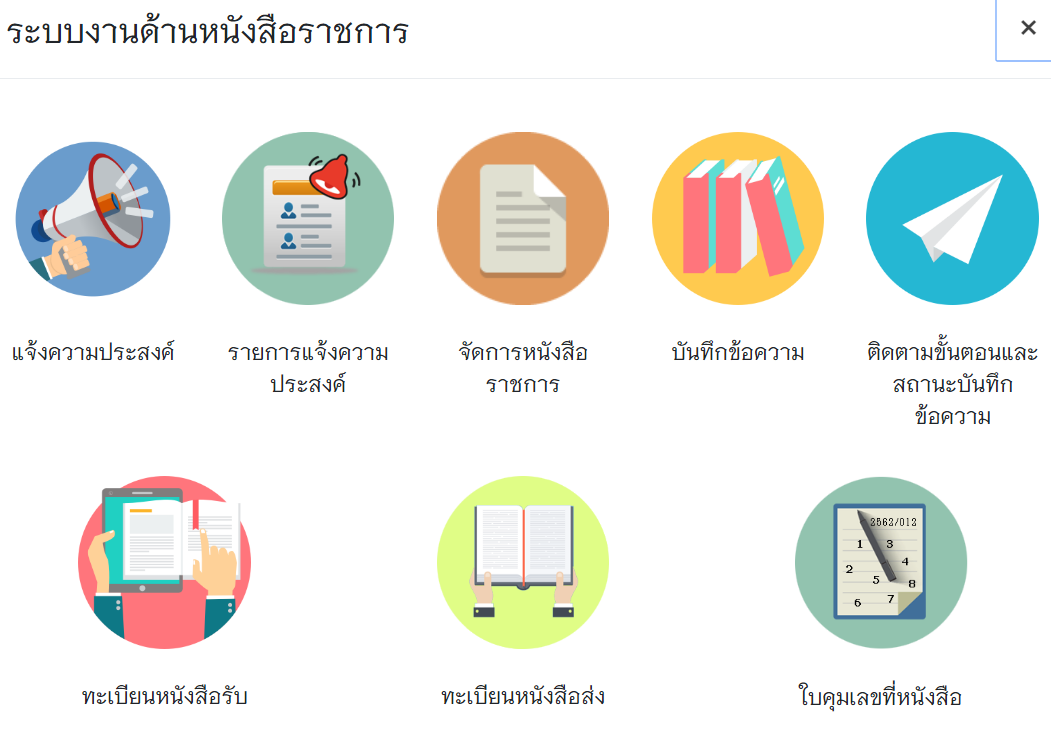 ระบบงานด้านหนังสือราชการ
×
แจ้งความประสงค์
รายการแจ้งความ
ประสงค์
จัดการหนังสือ
ราชการ
บันทึกข้อความ
ติดตามขั้นตอนและ
สถานะบันทึก
ข้อความ
2562/012
1 3
2 4
5 8
6 7
ทะเบียนหนังสือรับ
ทะเบียนหนังสือส่ง
ใบคุมเลขที่หนังสือ